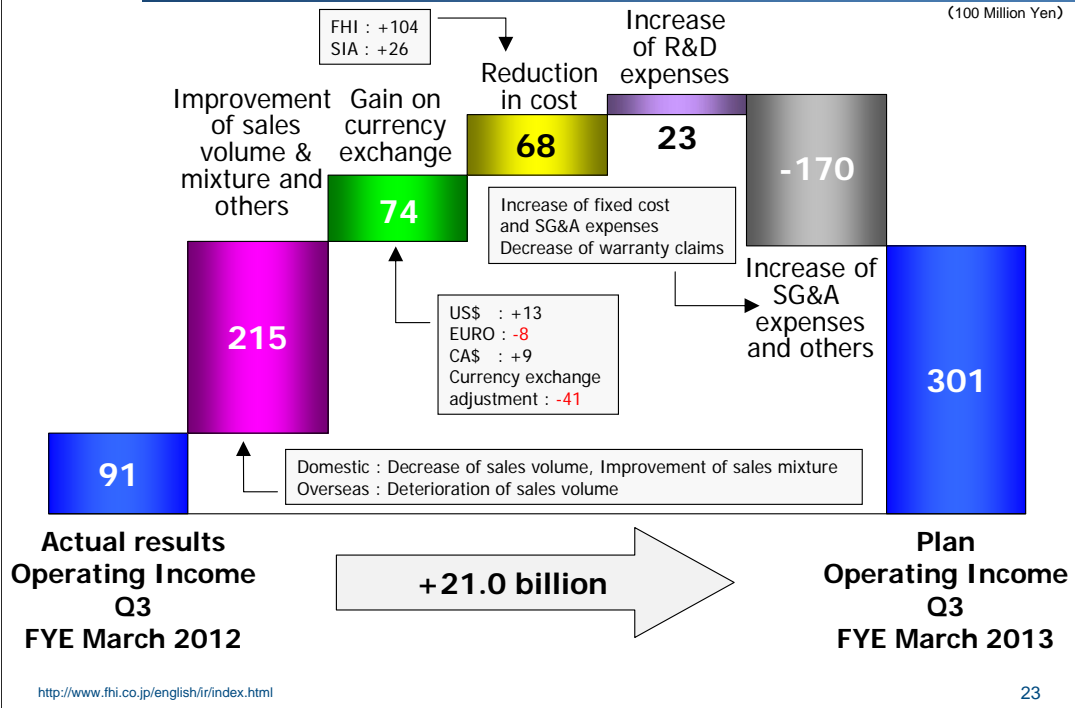 （100 Million Yen）
FHI : +104
SIA : +26
Increase
of R&D
expenses
Reduction
in cost
Improvement
of sales
volume &
mixture and
others
Gain on
currency
exchange
68
23
-170
74
Increase of fixed cost
and SG&A expenses
Decrease of warranty claims
Increase of
SG&A
expenses
and others
US$ : +13
EURO : -8
CA$ : +9
Currency exchange
adjustment : -41
215
301
91
Domestic : Decrease of sales volume, Improvement of sales mixture
Overseas : Deterioration of sales volume
Actual results
Operating Income
Q3
FYE March 2012
+21.0 billion
Plan
Operating Income
Q3
FYE March 2013
http://www.fhi.co.jp/english/ir/index.html
23